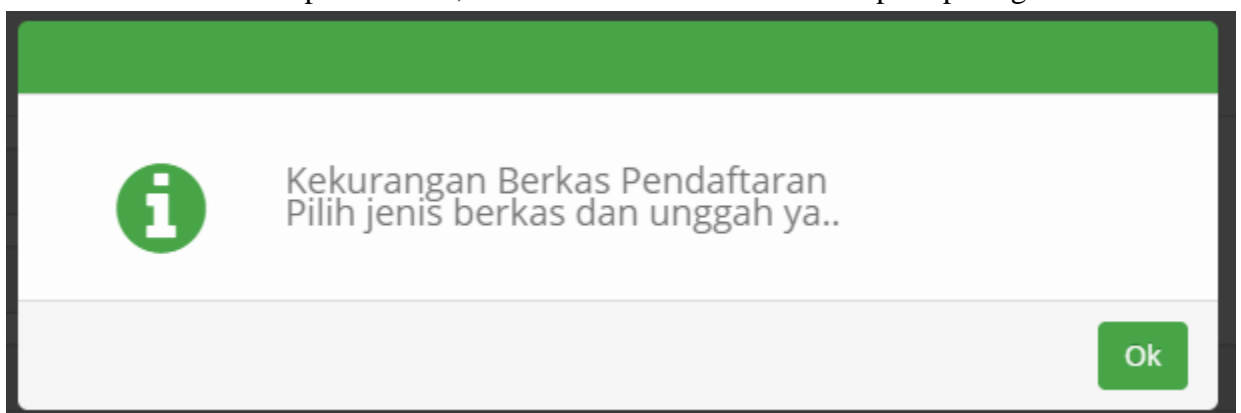 Kekurangan Berkas Pendaftaran
Pilih jenis berkas dan unggah ya..
Ok